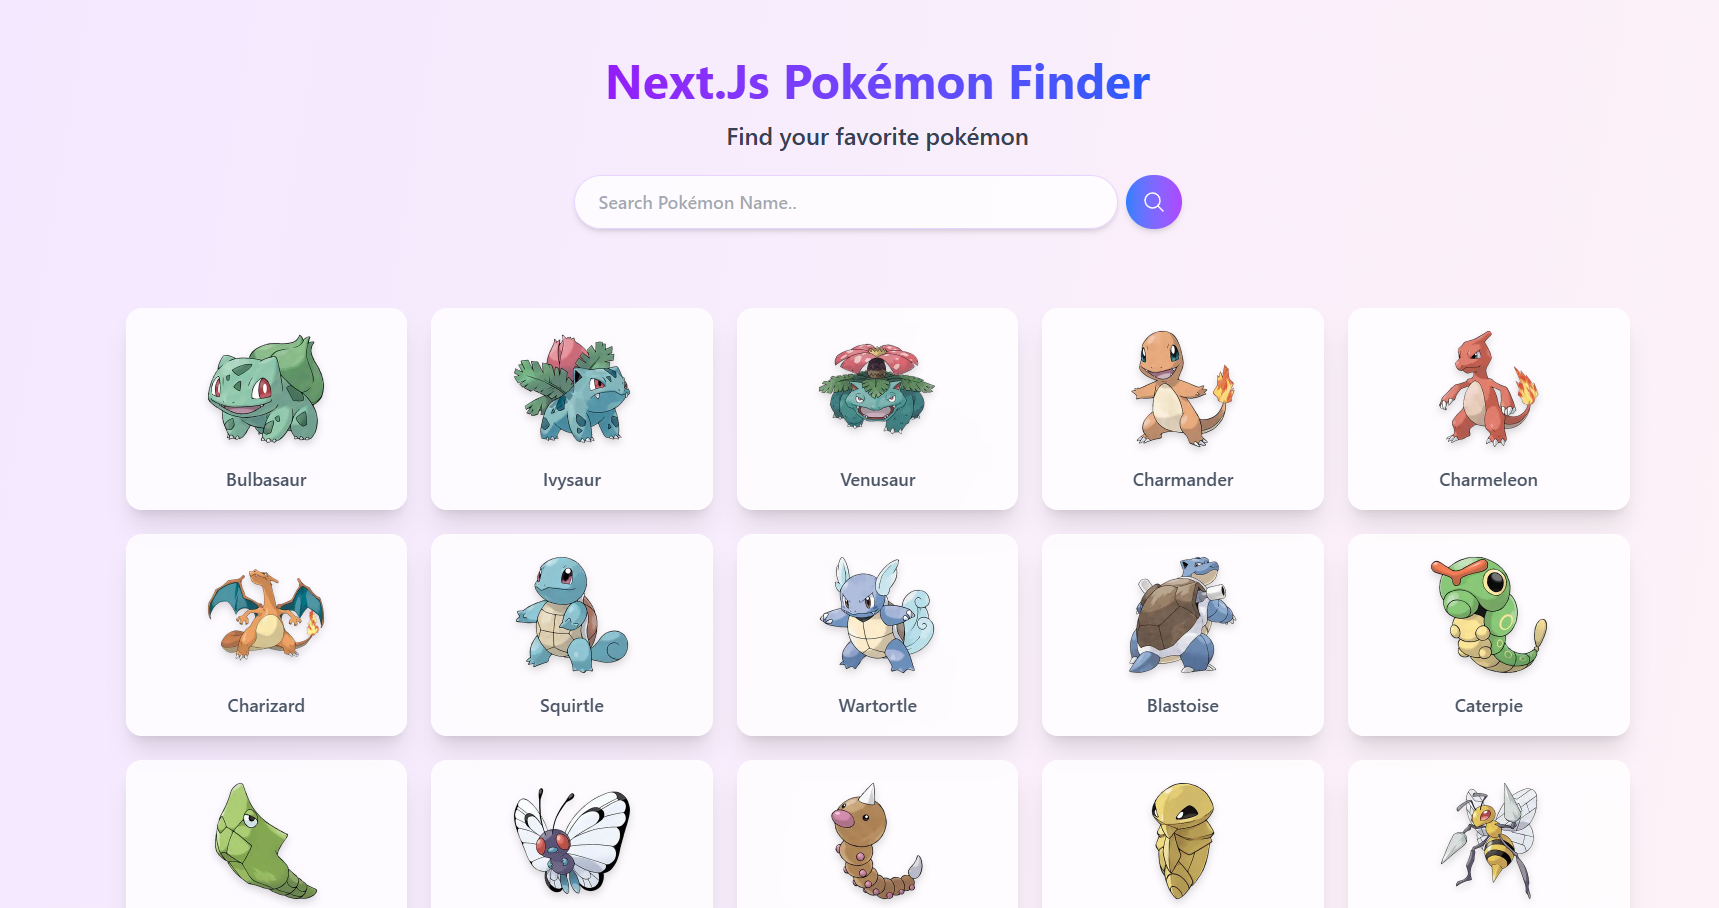 Next.Js Pokémon Finder
Find your favorite pokémon
Search Pokémon Name..
Bulbasaur
Ivysaur
Venusaur
Charmander
Charmeleon
Charizard
Squirtle
Wartortle
Blastoise
Caterpie